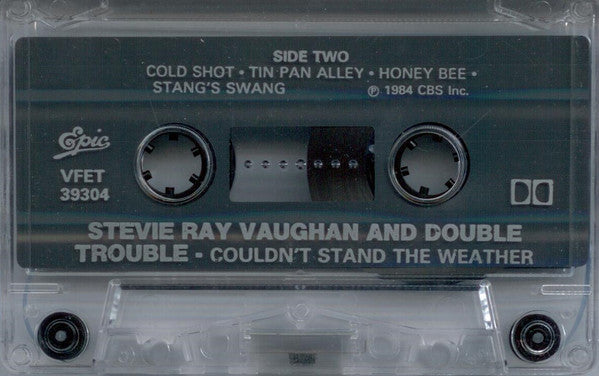 SIDE TWO
COLD SHOT • TIN PAN ALLEY • HONEY BEE •
STANG'S SWANG ℗ 1984 CBS Inc.
Epic
VFET
39304
STEVIE RAY VAUGHAN AND DOUBLE
TROUBLE - COULDN'T STAND THE WEATHER